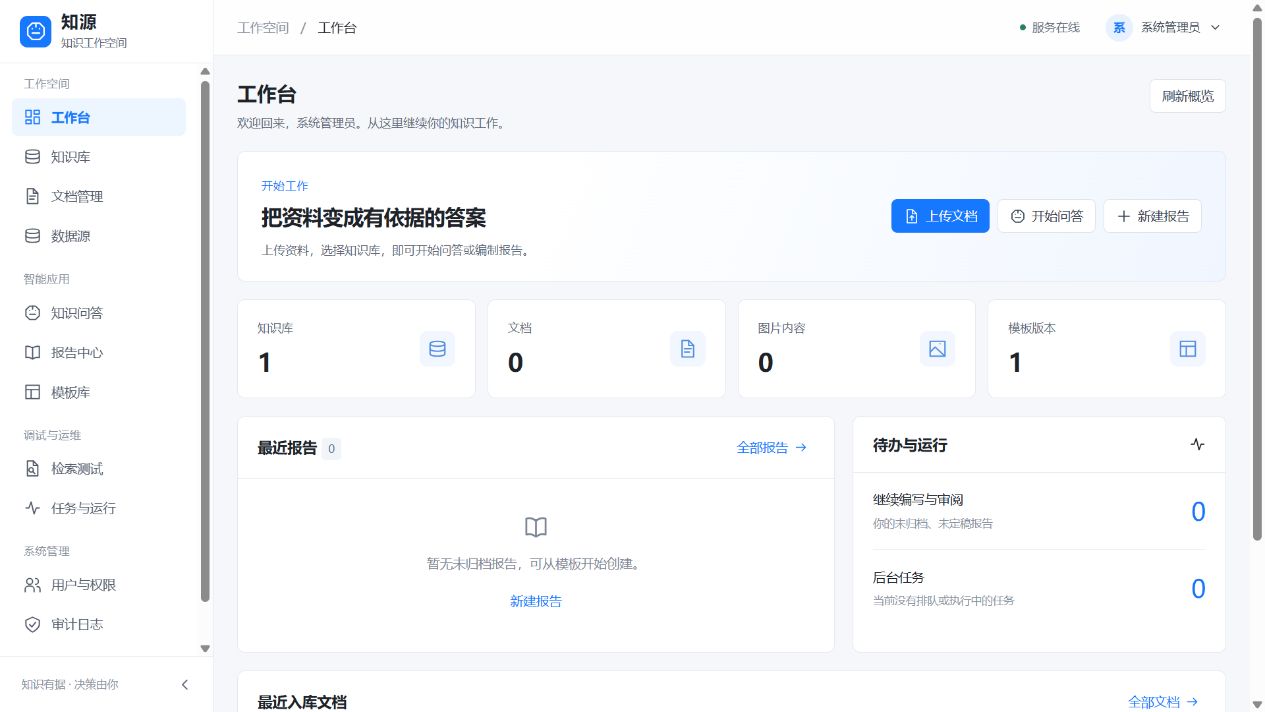 知源
知识工作空间
工作空间
工作台
知识库
文档管理
数据源
智能应用
知识问答
报告中心
模板库
调试与运维
检索测试
任务与运行
系统管理
用户与权限
审计日志
知识有据 · 决策由你
工作空间 / 工作台
服务在线
系 系统管理员
工作台
欢迎回来，系统管理员。从这里继续你的知识工作。
刷新概览
开始工作
把资料变成有依据的答案
上传资料，选择知识库，即可开始问答或编制报告。
上传文档 开始问答 新建报告
知识库
1
文档
0
图片内容
0
模板版本
1
最近报告 0
全部报告 →
暂无未归档报告，可从模板开始创建。
新建报告
待办与运行
继续编写与审阅
你的未归档、未定稿报告
0
后台任务
当前没有排队或执行中的任务
0
最近入库文档
全部文档 →